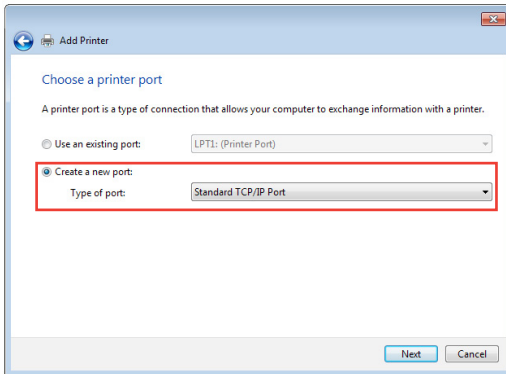 Add Printer
Choose a printer port
A printer port is a type of connection that allows your computer to exchange information with a printer.
Use an existing port: LPT1: (Printer Port)
Create a new port:
Type of port: Standard TCP/IP Port
Next Cancel